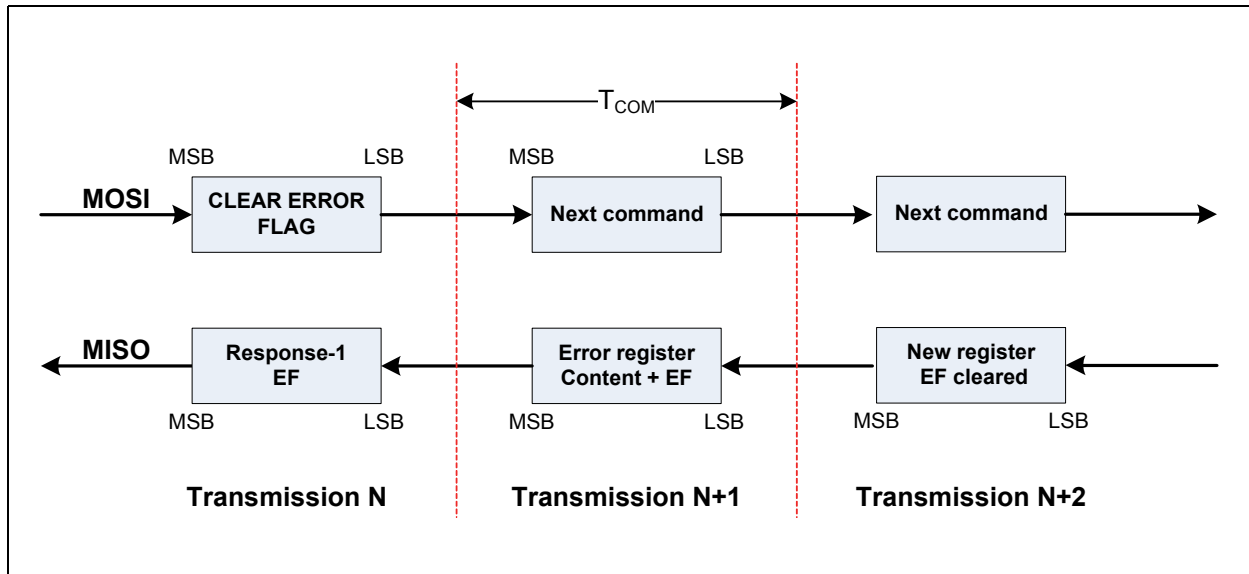 TCOM
MSB LSB MSB LSB
MOSI
CLEAR ERROR
FLAG
Next command
Next command
MISO
Response-1
EF
Error register
Content + EF
New register
EF cleared
MSB LSB MSB LSB MSB LSB
Transmission N Transmission N+1 Transmission N+2